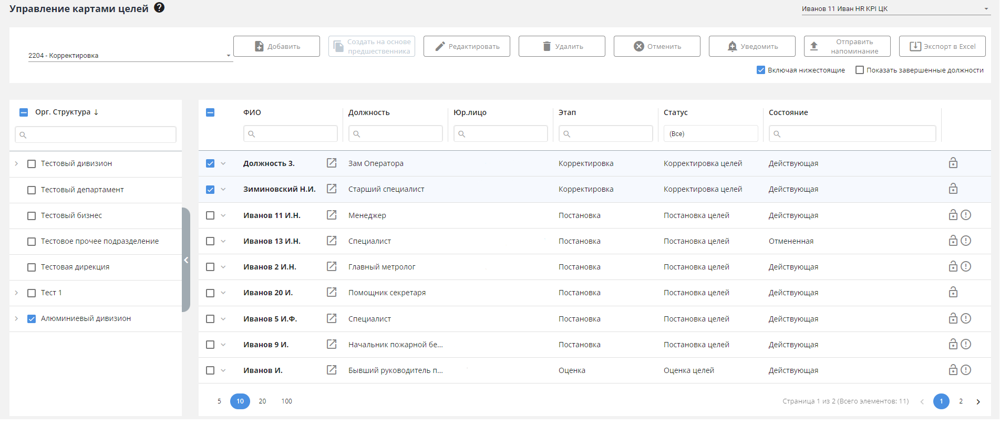 Управление картами целей
Иванов 11 Иван HR KPI ЦК
2204 - Корректировка
Добавить
Создать на основе
предшественника
Редактировать
Удалить
Отменить
Уведомить
Отправить
напоминание
Экспорт в Excel
Включая нижестоящие
Показать завершенные должности
Орг. Структура ↓
Тестовый дивизион
Тестовый департамент
Тестовый бизнес
Тестовое прочее подразделение
Тестовая дирекция
Тест 1
Алюминиевый дивизион
ФИО Должность Юр.лицо Этап Статус Состояние
(Все)
Должность 3. Зам Оператора Корректировка Корректировка целей Действующая
Зиминовский Н.И. Старший специалист Корректировка Корректировка целей Действующая
Иванов 11 И.Н. Менеджер Постановка Постановка целей Действующая
Иванов 13 И.Н. Специалист Постановка Постановка целей Отмененная
Иванов 2 И.Н. Главный метролог Постановка Постановка целей Действующая
Иванов 20 И. Помощник секретаря Постановка Постановка целей Действующая
Иванов 5 И.Ф. Специалист Постановка Постановка целей Действующая
Иванов 9 И. Начальник пожарной бе... Постановка Постановка целей Действующая
Иванов И. Бывший руководитель п... Оценка Оценка целей Действующая
5 10 20 100
Страница 1 из 2 (Всего элементов: 11) 1 2